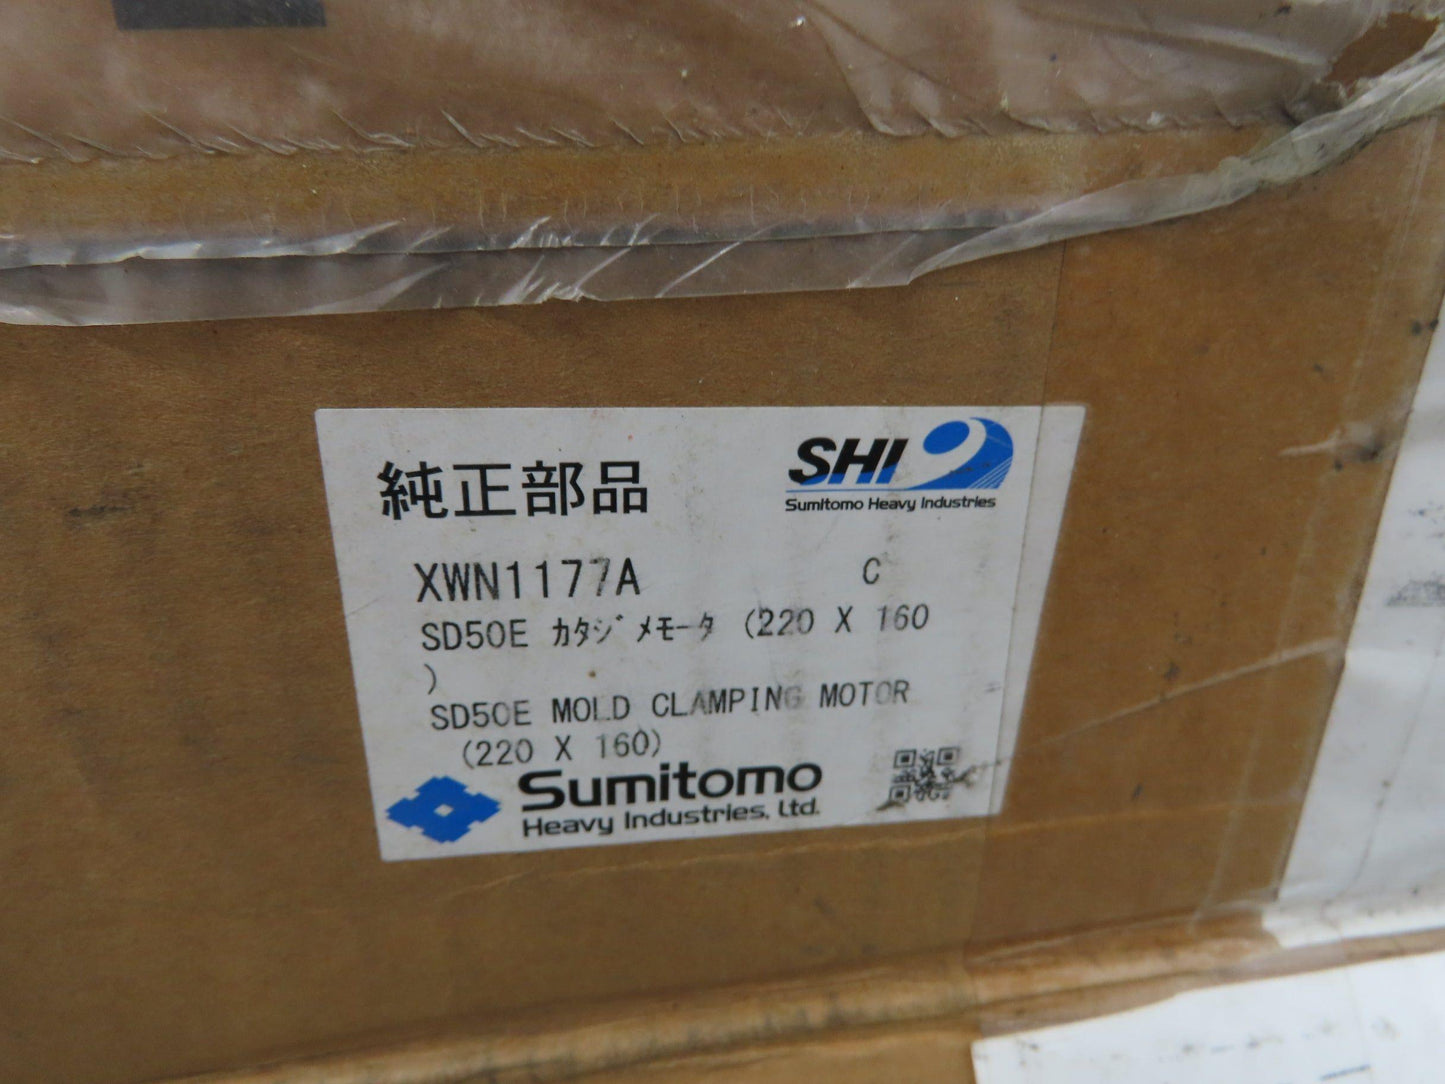 純正部品
SHI
Sumitomo Heavy Industries
XWN1177A C
SD50E ｶﾀｼﾞﾒﾓｰﾀ (220 X 160
)
SD50E MOLD CLAMPING MOTOR
(220 X 160)
Sumitomo
Heavy Industries, Ltd.